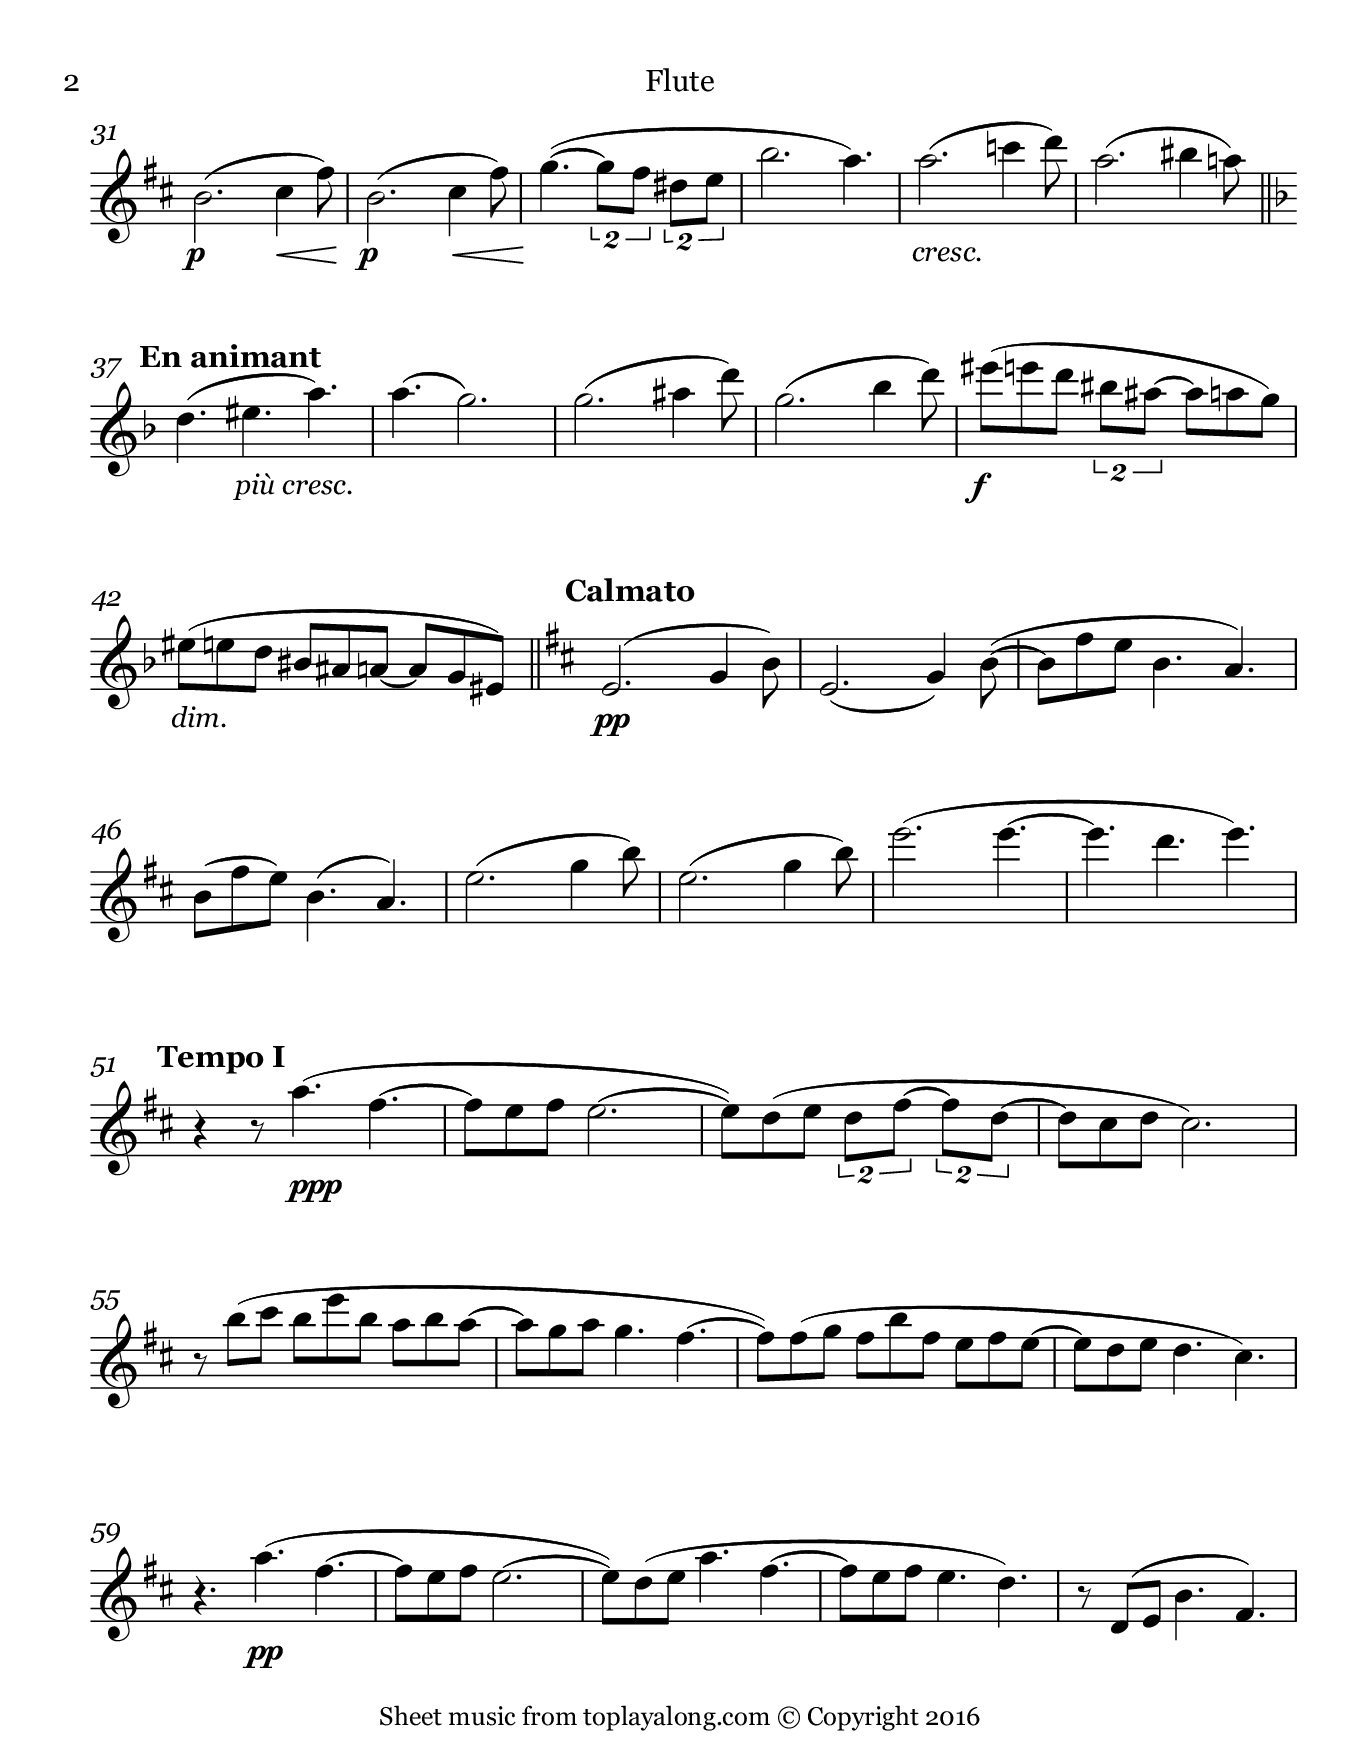 2 Flute
31
2 2
p p cresc.
37 En animant
2
più cresc. f
42 Calmato
dim. pp
46
51 Tempo I
2 2
ppp
55
59
pp
Sheet music from toplayalong.com © Copyright 2016